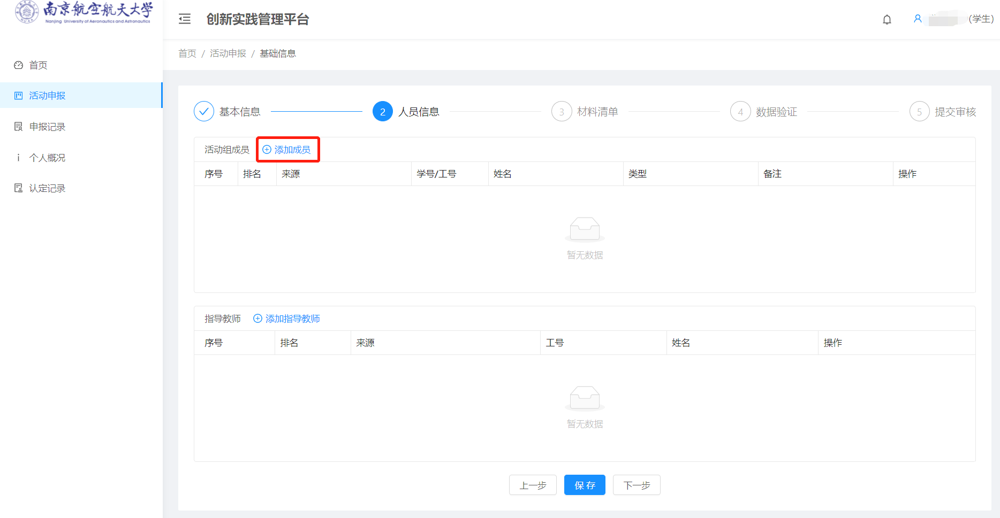 南京航空航天大学
Nanjing University of Aeronautics and Astronautics
创新实践管理平台
(学生)
首页 / 活动申报 / 基础信息
首页
活动申报
申报记录
个人概况
认定记录
基本信息
2 人员信息
3 材料清单
4 数据验证
5 提交审核
活动组成员 添加成员
序号 排名 来源 学号/工号 姓名 类型 备注 操作
暂无数据
指导教师 添加指导教师
序号 排名 来源 工号 姓名 操作
暂无数据
上一步 保 存 下一步